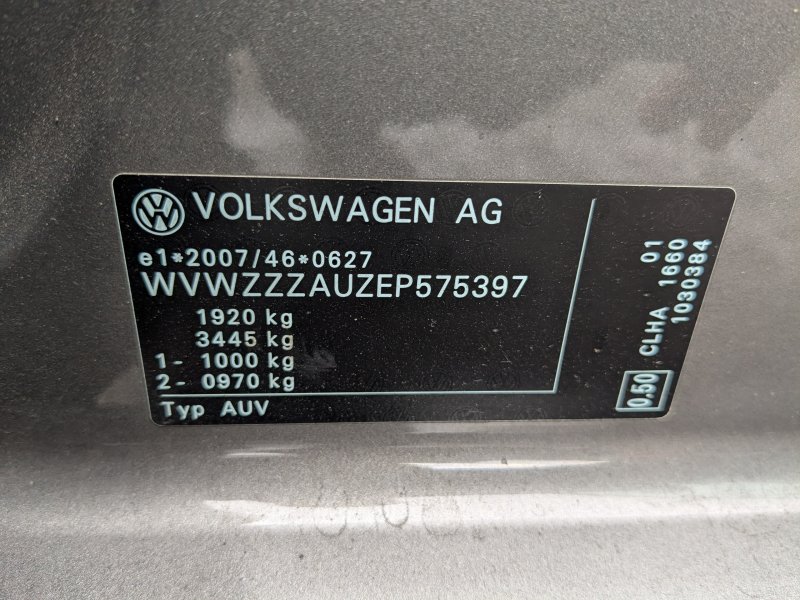 VOLKSWAGEN AG
e1*2007/46*0627
WVWZZZAUZEP575397
1920 kg
3445 kg
1- 1000 kg
2- 0970 kg
Typ AUV
01
CLHA 1660
1030384
0.50